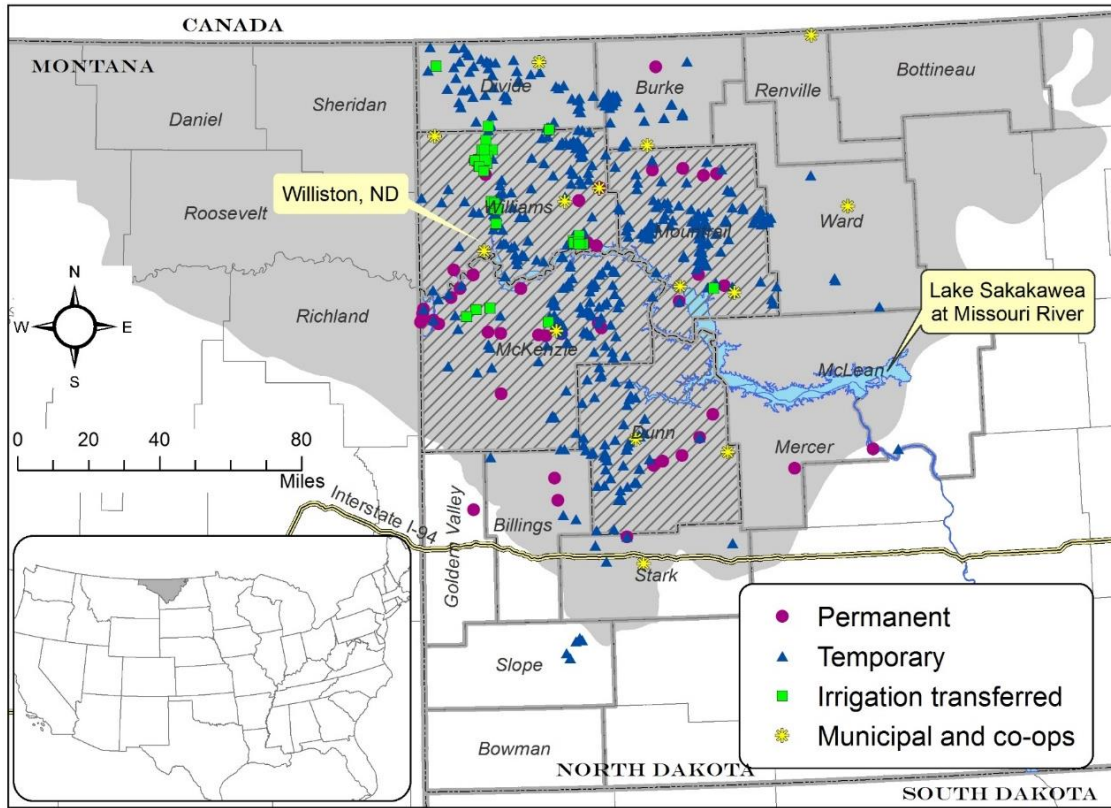 CANADA
MONTANA
Daniel
Sheridan
Divide
Burke
Renville
Bottineau
Roosevelt
Williston, ND
Williams
Mountrail
Ward
N
W
E
S
Richland
McKenzie
Lake Sakakawea
at Missouri River
McLean
Dunn
Mercer
0 20 40 80
Miles
Interstate I-94
Goldern Valley
Billings
Stark
Slope
Bowman
Permanent
Temporary
Irrigation transferred
Municipal and co-ops
NORTH DAKOTA
SOUTH DAKOTA